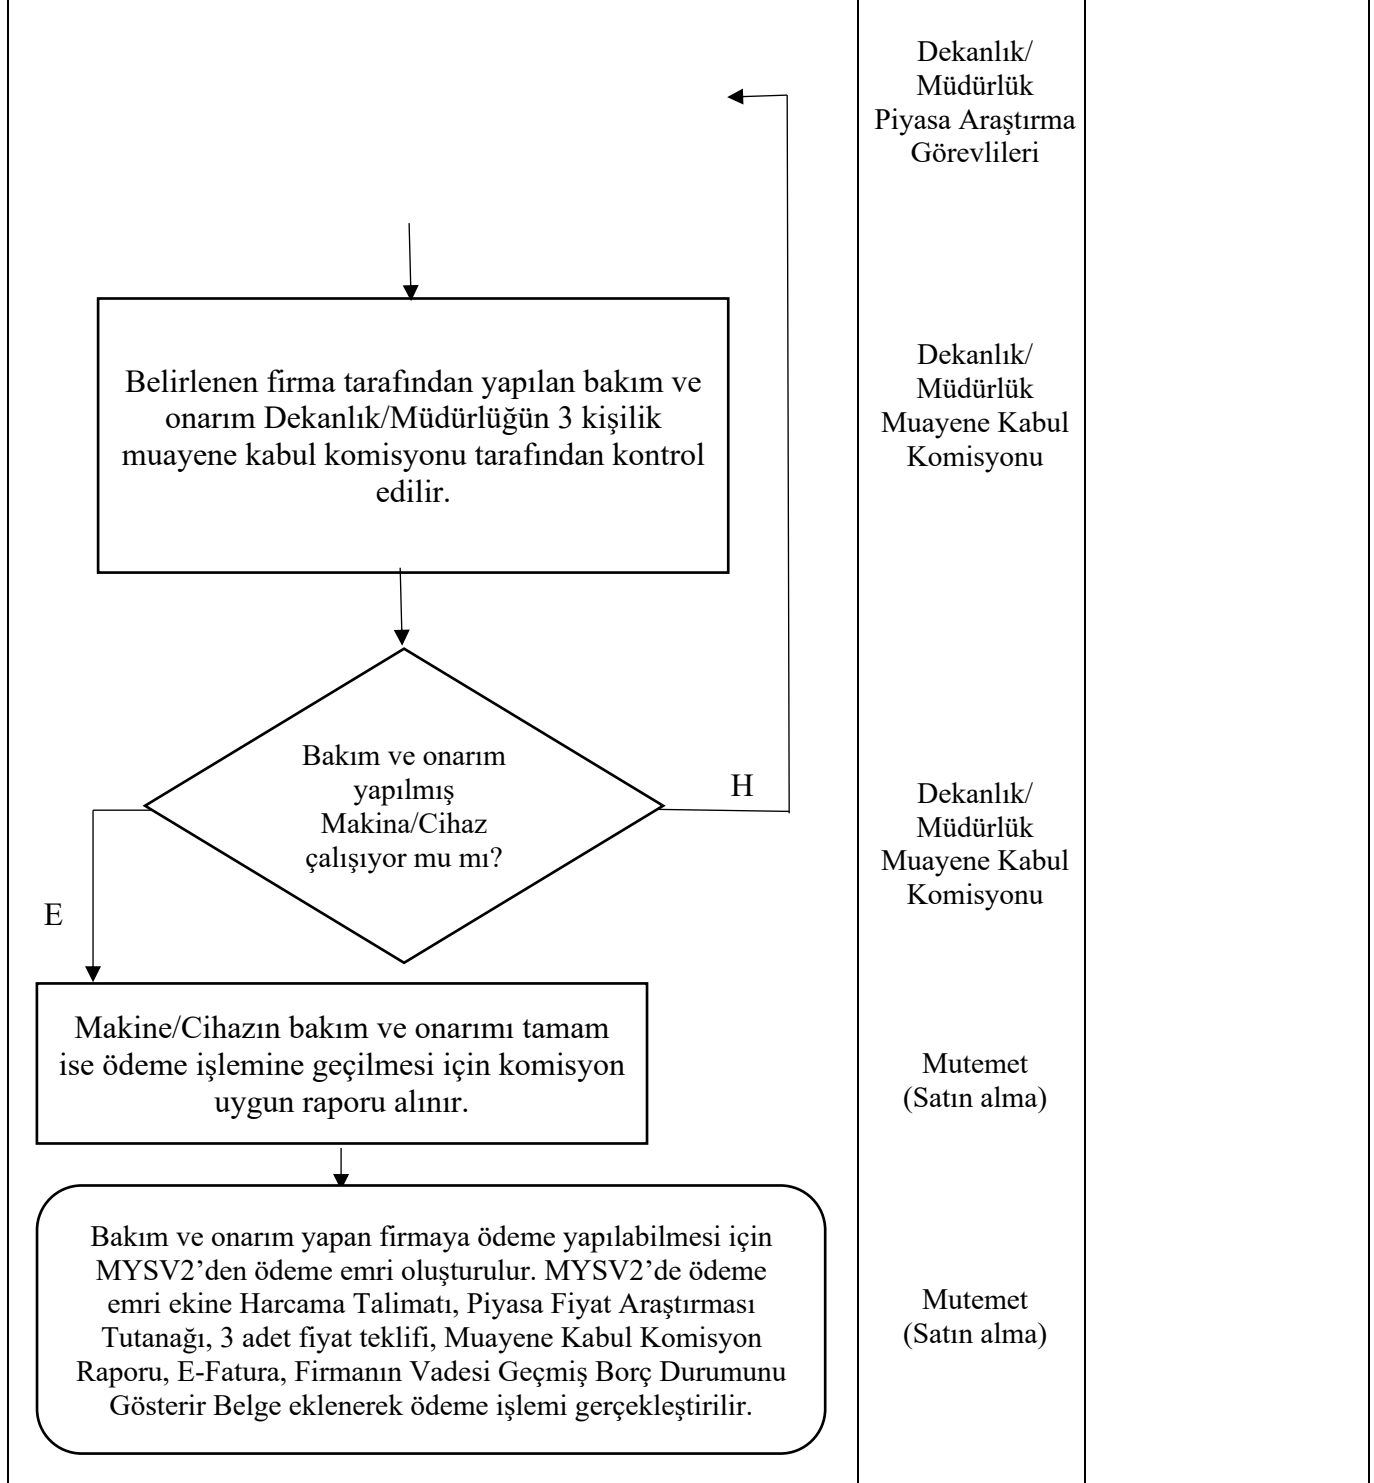 Dekanlık/
Müdürlük
Piyasa Araştırma
Görevlileri
Belirlenen firma tarafından yapılan bakım ve
onarım Dekanlık/Müdürlüğün 3 kişilik
muayene kabul komisyonu tarafından kontrol
edilir.
Dekanlık/
Müdürlük
Muayene Kabul
Komisyonu
Bakım ve onarım
yapılmış
Makina/Cihaz
çalışıyor mu mı?
H
E
Dekanlık/
Müdürlük
Muayene Kabul
Komisyonu
Makine/Cihazın bakım ve onarımı tamam
ise ödeme işlemine geçilmesi için komisyon
uygun raporu alınır.
Mutemet
(Satın alma)
Bakım ve onarım yapan firmaya ödeme yapılabilmesi için
MYSV2’den ödeme emri oluşturulur. MYSV2’de ödeme
emri ekine Harcama Talimatı, Piyasa Fiyat Araştırması
Tutanağı, 3 adet fiyat teklifi, Muayene Kabul Komisyon
Raporu, E-Fatura, Firmanın Vadesi Geçmiş Borç Durumunu
Gösterir Belge eklenerek ödeme işlemi gerçekleştirilir.
Mutemet
(Satın alma)